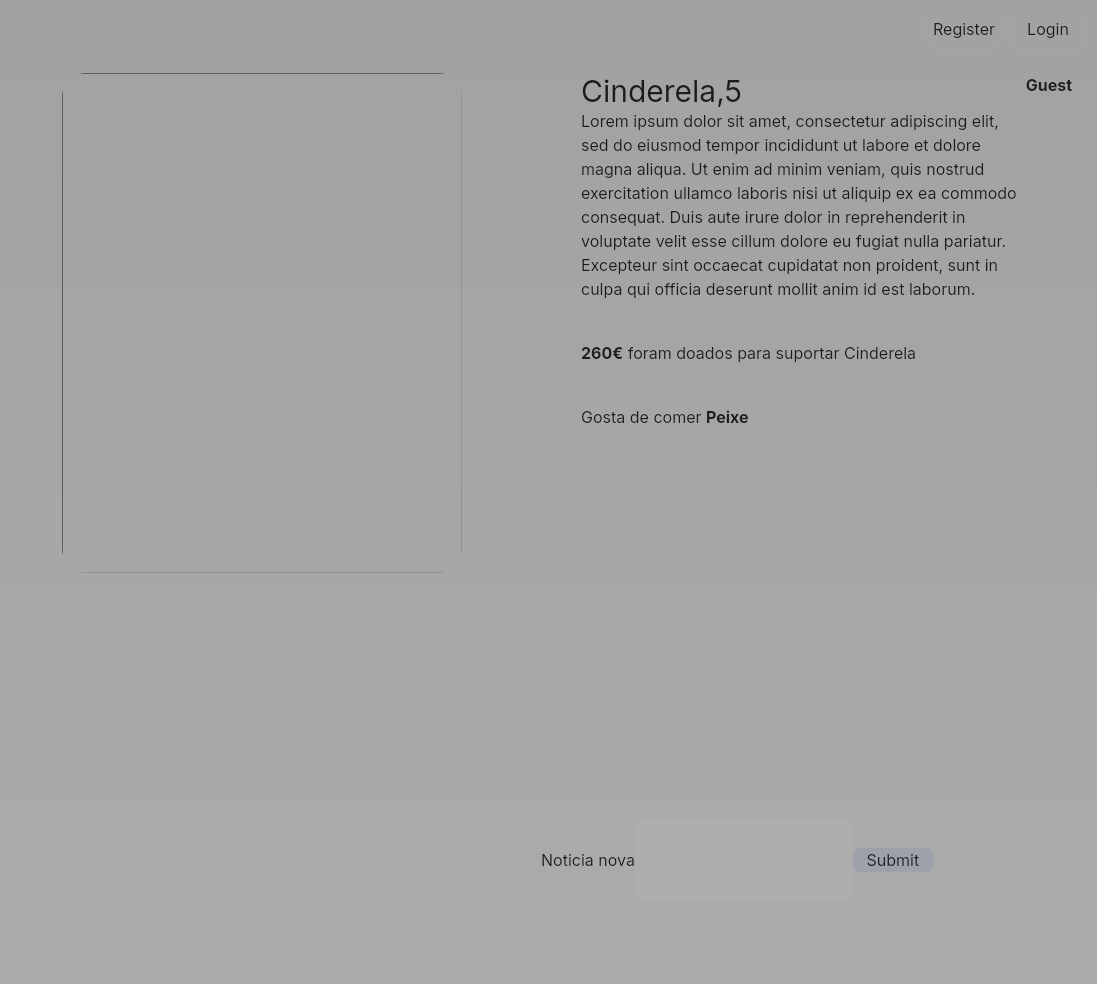 Register Login
Cinderela,5
Guest
Lorem ipsum dolor sit amet, consectetur adipiscing elit,
sed do eiusmod tempor incididunt ut labore et dolore
magna aliqua. Ut enim ad minim veniam, quis nostrud
exercitation ullamco laboris nisi ut aliquip ex ea commodo
consequat. Duis aute irure dolor in reprehenderit in
voluptate velit esse cillum dolore eu fugiat nulla pariatur.
Excepteur sint occaecat cupidatat non proident, sunt in
culpa qui officia deserunt mollit anim id est laborum.
260€ foram doados para suportar Cinderela
Gosta de comer Peixe
Noticia nova Submit